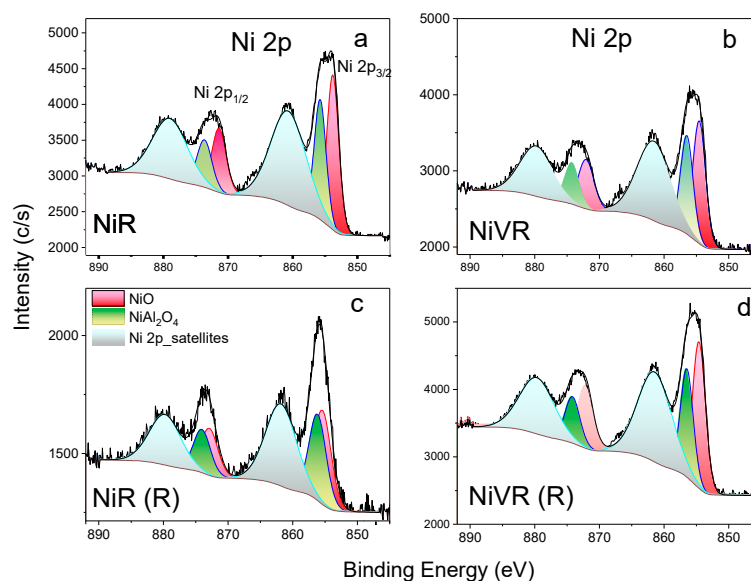 Ni 2p
a
Ni 2p1/2
Ni 2p3/2
NiR
5000
4500
4000
3500
3000
2500
2000
890
880
870
860
850
Ni 2p
b
NiVR
5000
4000
3000
2000
890
880
870
860
850
Intensity (c/s)
c
NiO
NiAl2O4
Ni 2p_satellites
NiR (R)
2000
1500
890
880
870
860
850
d
NiVR (R)
5000
4000
3000
2000
890
880
870
860
850
Binding Energy (eV)